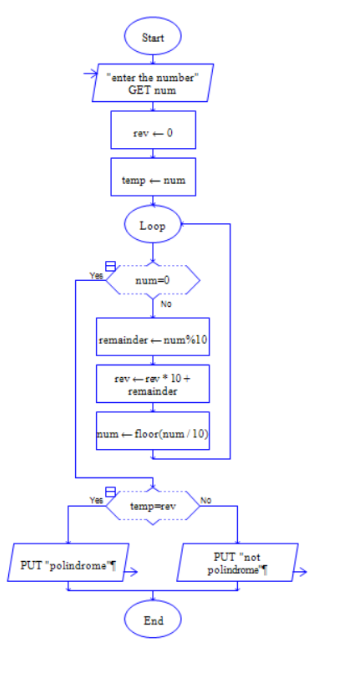 Start
"enter the number"
GET num
rev ← 0
temp ← num
Loop
Yes
num=0
No
remainder ← num%10
rev ← rev * 10 +
remainder
num ← floor(num / 10)
Yes
temp=rev
No
PUT "polindrome"¶
PUT "not
polindrome"¶
End